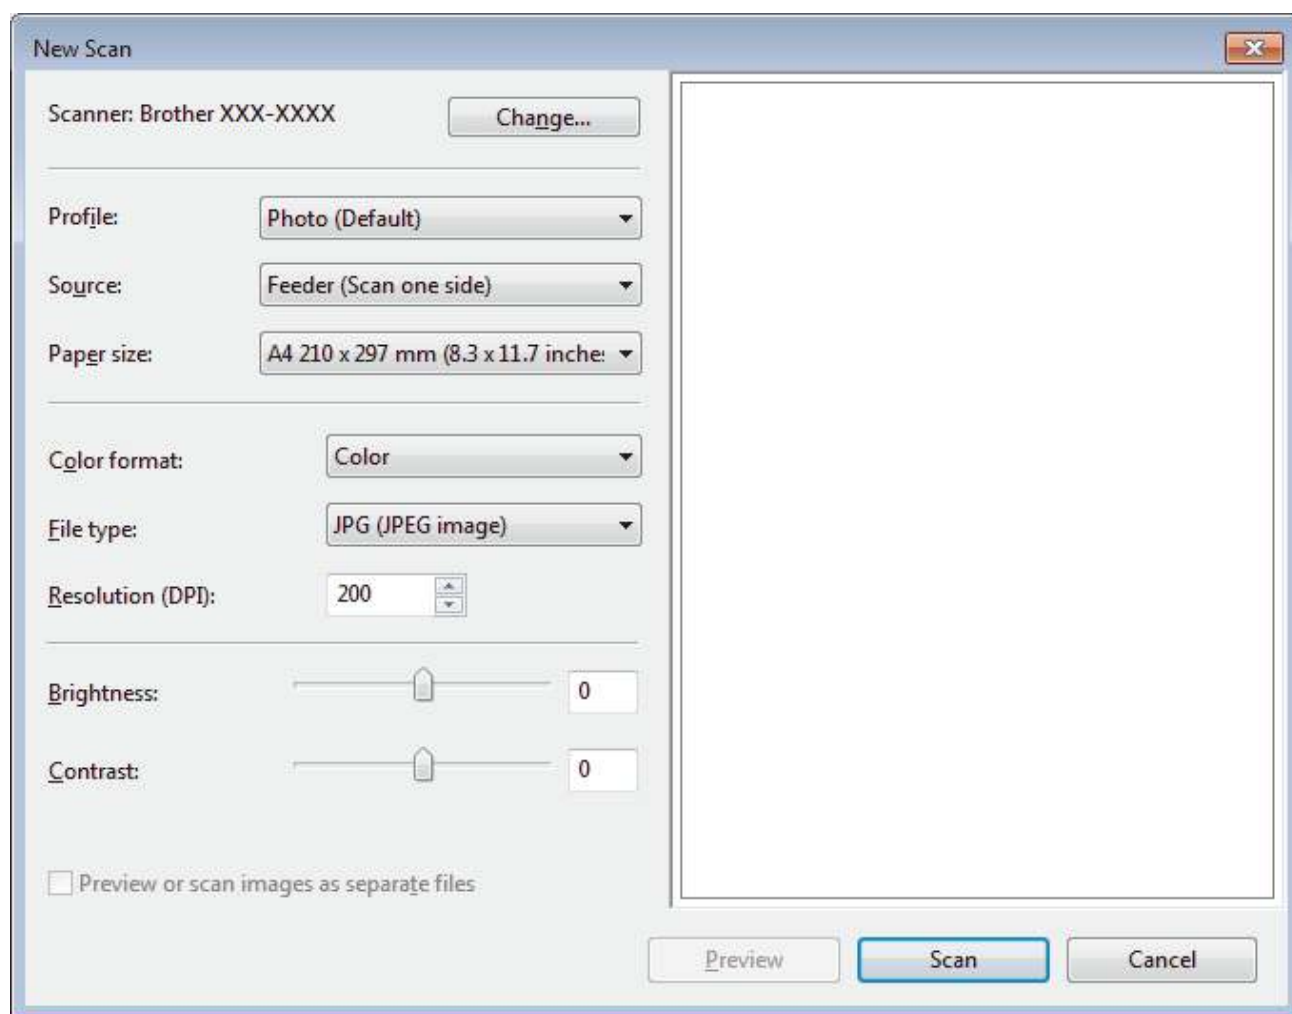 New Scan
Scanner: Brother XXX-XXXX
Change...
Profile:
Photo (Default)
Source:
Feeder (Scan one side)
Paper size:
A4 210 x 297 mm (8.3 x 11.7 inches
Color format:
Color
File type:
JPG (JPEG image)
Resolution (DPI):
200
Brightness:
0
Contrast:
0
Preview or scan images as separate files
Preview
Scan
Cancel